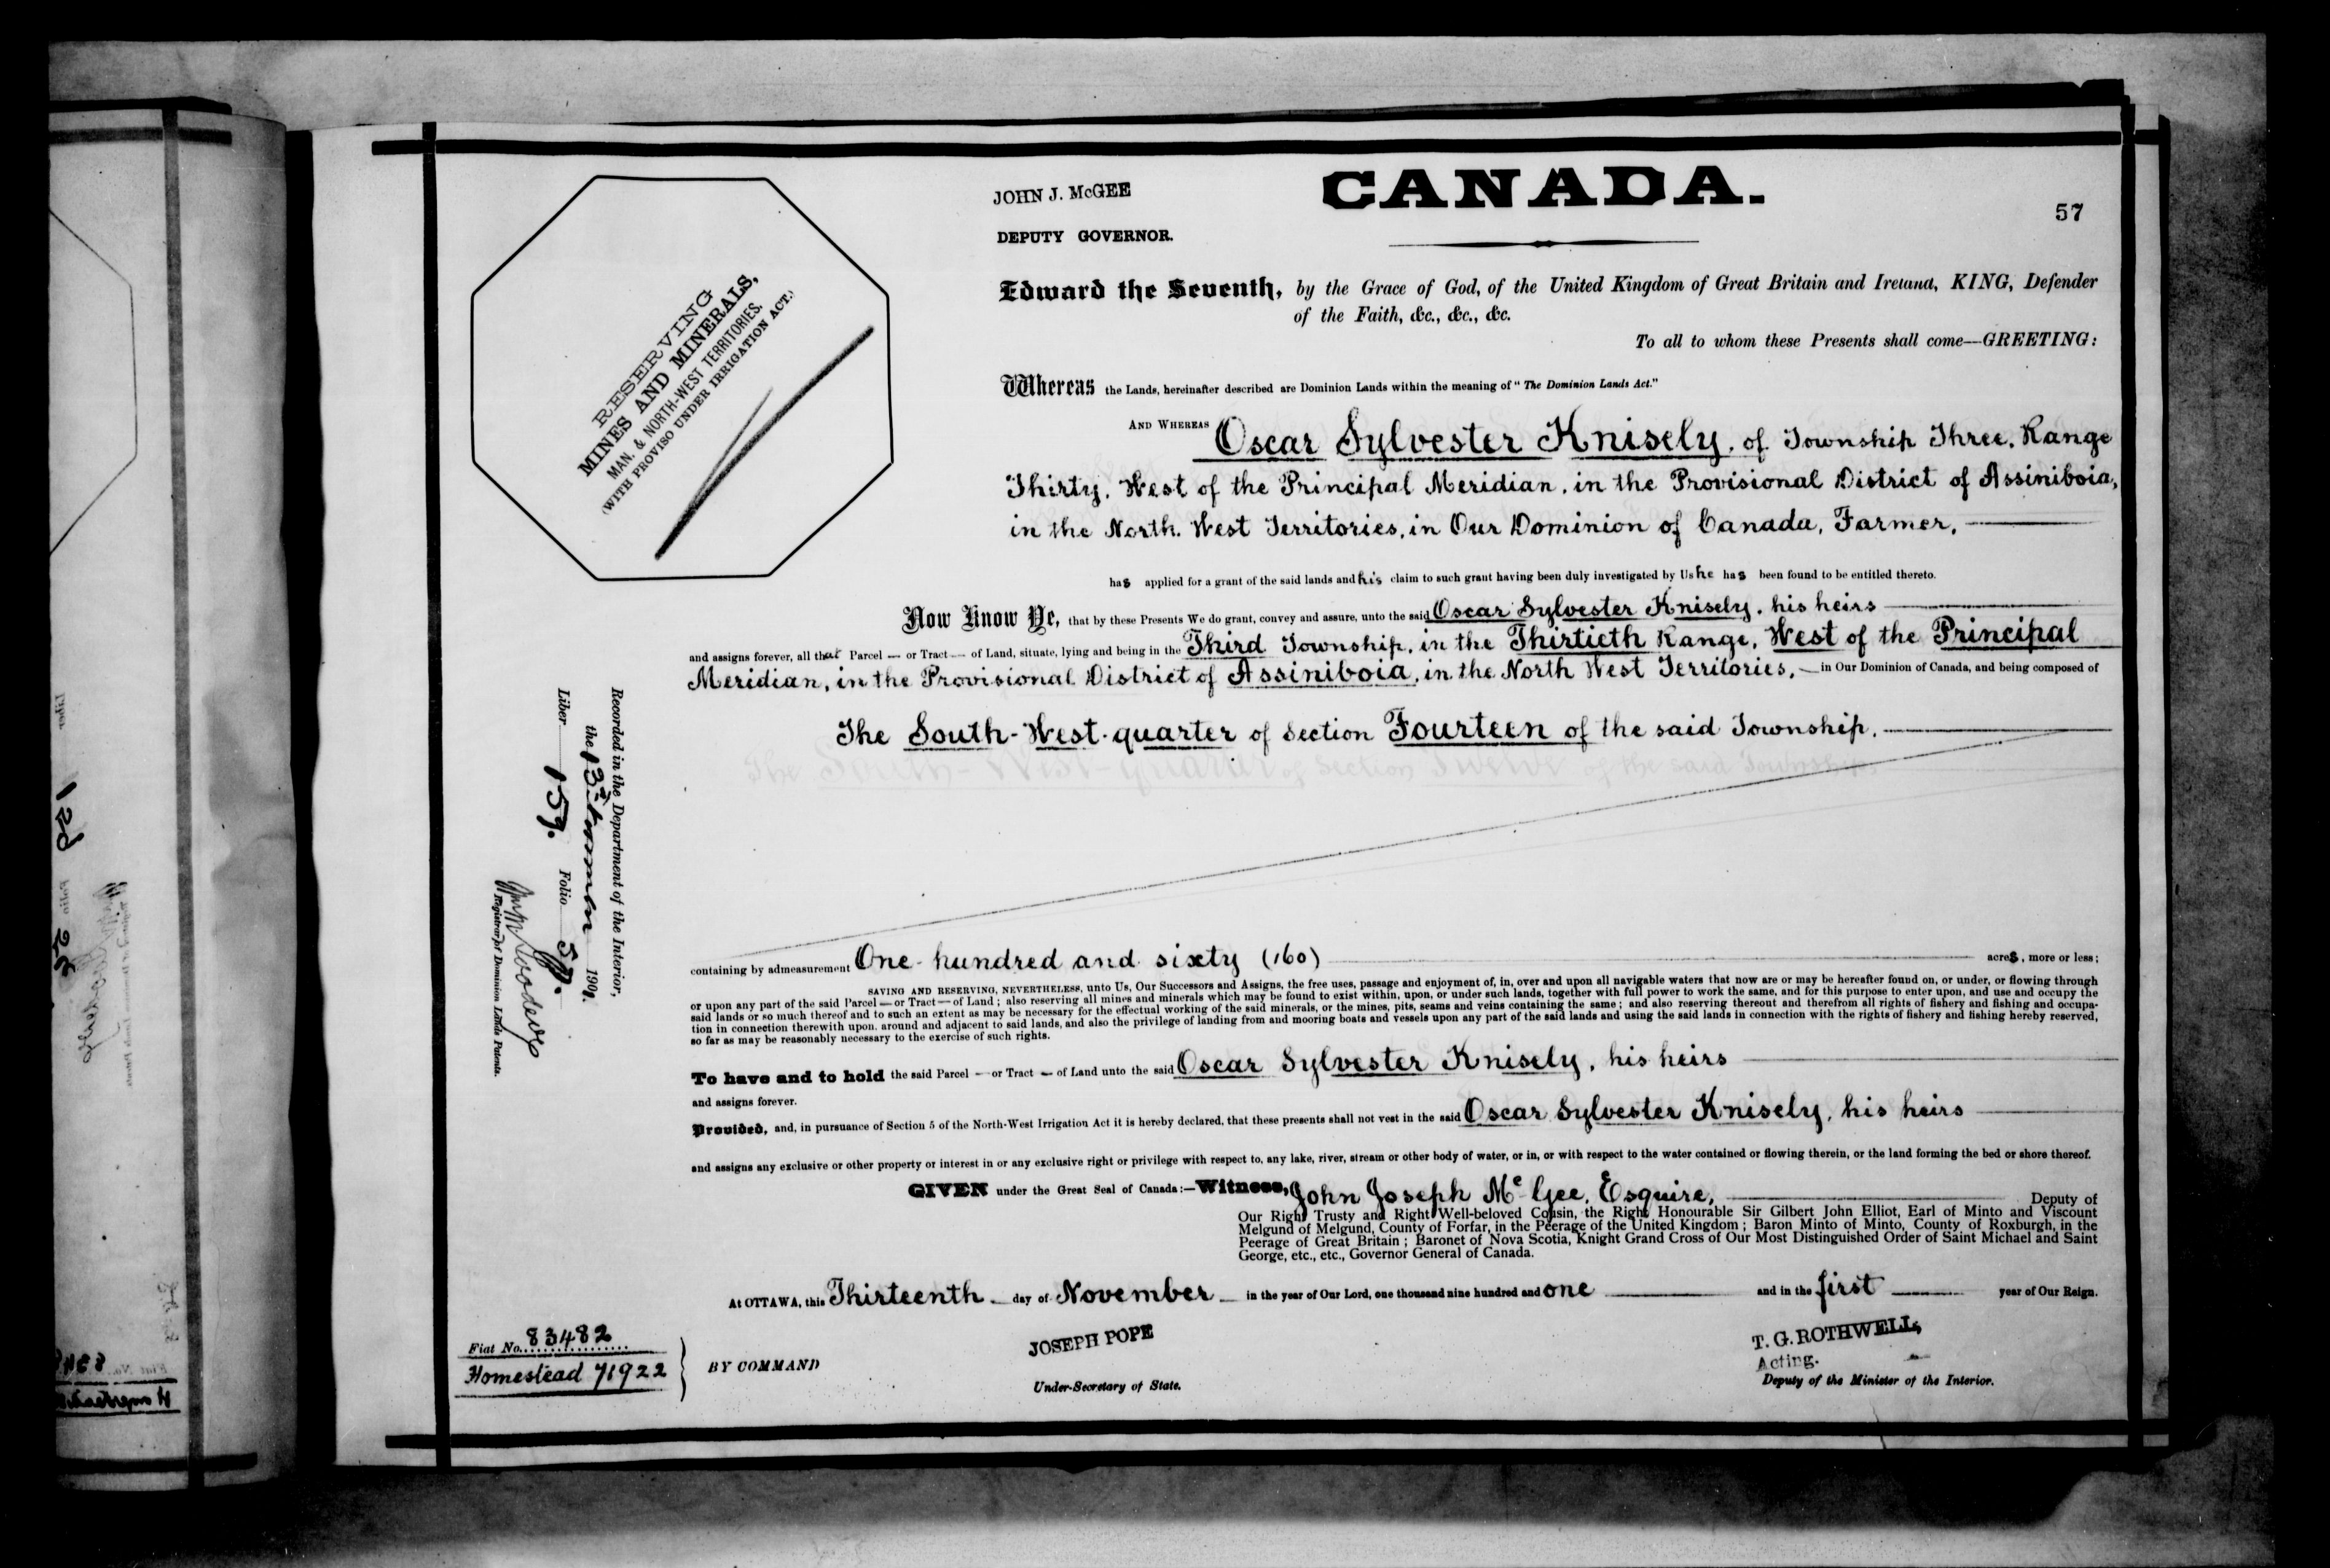 JOHN J. McGEE
DEPUTY GOVERNOR.
CANADA.
57
RESERVING
MINES AND MINERALS,
MAN. & NORTH-WEST TERRITORIES.
(WITH PROVISO UNDER IRRIGATION ACT.)
Edward the Seventh, by the Grace of God, of the United Kingdom of Great Britain and Ireland, KING, Defender
of the Faith, &c., &c., &c.
To all to whom these Presents shall come—GREETING:
Whereas the Lands, hereinafter described are Dominion Lands within the meaning of "The Dominion Lands Act."
AND WHEREAS Oscar Sylvester Knisely, of Township Three, Range
Thirty, West of the Principal Meridian, in the Provisional District of Assiniboia,
in the North West Territories, in Our Dominion of Canada, Farmer,
has applied for a grant of the said lands and his claim to such grant having been duly investigated by Us he has been found to be entitled thereto.
Now Know Ye, that by these Presents We do grant, convey and assure, unto the said Oscar Sylvester Knisely, his heirs
and assigns forever, all that Parcel — or Tract — of Land, situate, lying and being in the Third Township, in the Thirtieth Range, West of the Principal
Meridian, in the Provisional District of Assiniboia, in the North West Territories, — in Our Dominion of Canada, and being composed of
The South-West-quarter of Section Fourteen of the said Township.
The South-West-quarter of Section Twelve of the said Township.
Recorded in the Department of the Interior,
the 13th November 1901.
Liber 159. Folio 57.
Registrar of Dominion Lands Patents.
containing by admeasurement One hundred and sixty (160) acres, more or less;
SAVING AND RESERVING, NEVERTHELESS, unto Us, Our Successors and Assigns, the free uses, passage and enjoyment of, in, over and upon all navigable waters that now are or may be hereafter found on, or under, or flowing through
or upon any part of the said Parcel — or Tract — of Land; also reserving all mines and minerals which may be found to exist within, upon, or under such lands, together with full power to work the same, and for this purpose to enter upon, and use and occupy the
said lands or so much thereof and to such an extent as may be necessary for the effectual working of the said minerals, or the mines, pits, seams and veins containing the same; and also reserving thereout and therefrom all rights of fishery and fishing and occupa-
tion in connection therewith upon, around and adjacent to said lands, and also the privilege of landing from and mooring boats and vessels upon any part of the said lands and using the said lands in connection with the rights of fishery and fishing hereby reserved,
so far as may be reasonably necessary to the exercise of such rights.
To have and to hold the said Parcel — or Tract — of Land unto the said Oscar Sylvester Knisely, his heirs
and assigns forever.
Provided, and, in pursuance of Section 5 of the North-West Irrigation Act it is hereby declared, that these presents shall not vest in the said Oscar Sylvester Knisely, his heirs
and assigns any exclusive or other property or interest in or any exclusive right or privilege with respect to, any lake, river, stream or other body of water, or in, or with respect to the water contained or flowing therein, or the land forming the bed or shore thereof.
GIVEN under the Great Seal of Canada:—Witness, John Joseph McGee, Esquire, Deputy of
Our Right Trusty and Right Well-beloved Cousin, the Right Honourable Sir Gilbert John Elliot, Earl of Minto and Viscount
Melgund of Melgund, County of Forfar, in the Peerage of the United Kingdom; Baron Minto of Minto, County of Roxburgh, in the
Peerage of Great Britain; Baronet of Nova Scotia, Knight Grand Cross of Our Most Distinguished Order of Saint Michael and Saint
George, etc., etc., Governor General of Canada.
At OTTAWA, this Thirteenth day of November in the year of Our Lord, one thousand nine hundred and one and in the first year of Our Reign.
Fiat No. 83482
Homestead 71922
BY COMMAND
JOSEPH POPE
Under-Secretary of State.
T. G. ROTHWELL,
Acting.
Deputy of the Minister of the Interior.